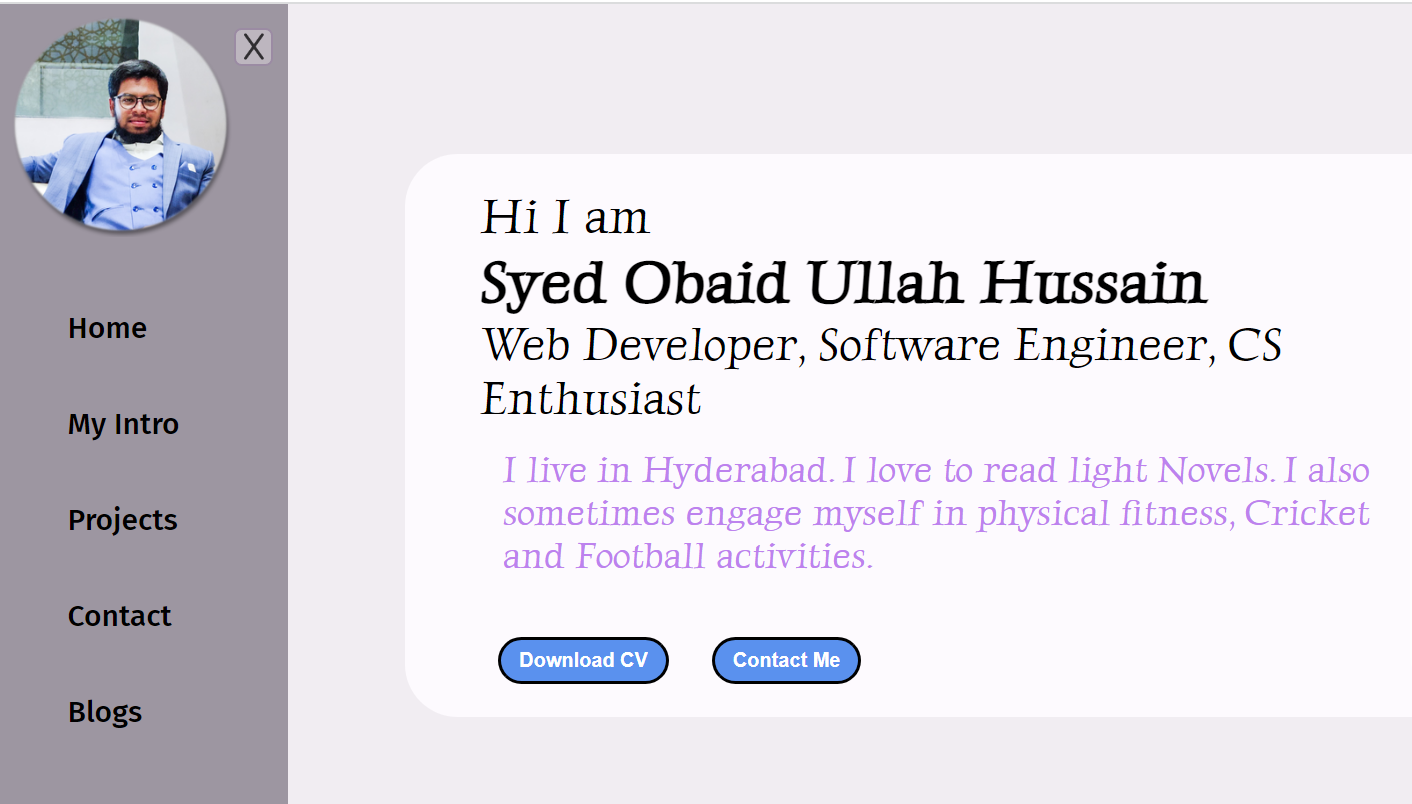 X
Home
My Intro
Projects
Contact
Blogs
Hi I am
Syed Obaid Ullah Hussain
Web Developer, Software Engineer, CS
Enthusiast
I live in Hyderabad. I love to read light Novels. I also
sometimes engage myself in physical fitness, Cricket
and Football activities.
Download CV
Contact Me